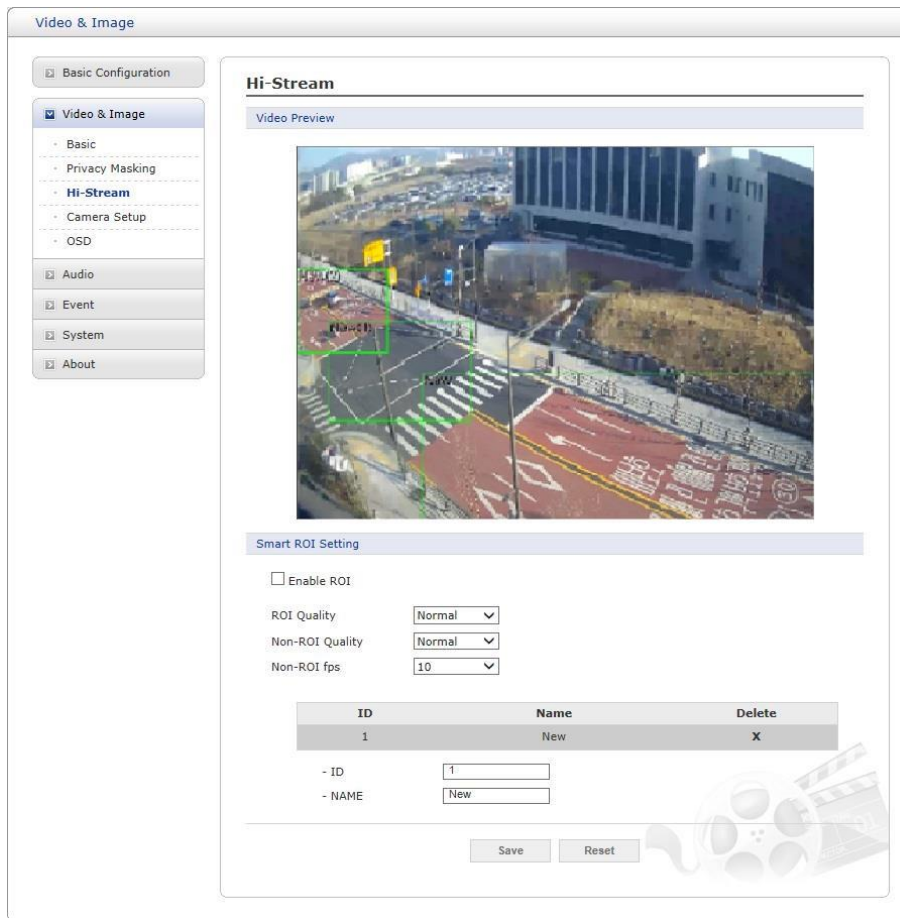 Video & Image
Basic Configuration
Video & Image
Basic
Privacy Masking
Hi-Stream
Camera Setup
OSD
Audio
Event
System
About
Hi-Stream
Video Preview
New
Smart ROI Setting
Enable ROI
ROI Quality Normal
Non-ROI Quality Normal
Non-ROI fps 10
ID Name Delete
1 New X
- ID 1
- NAME New
Save Reset